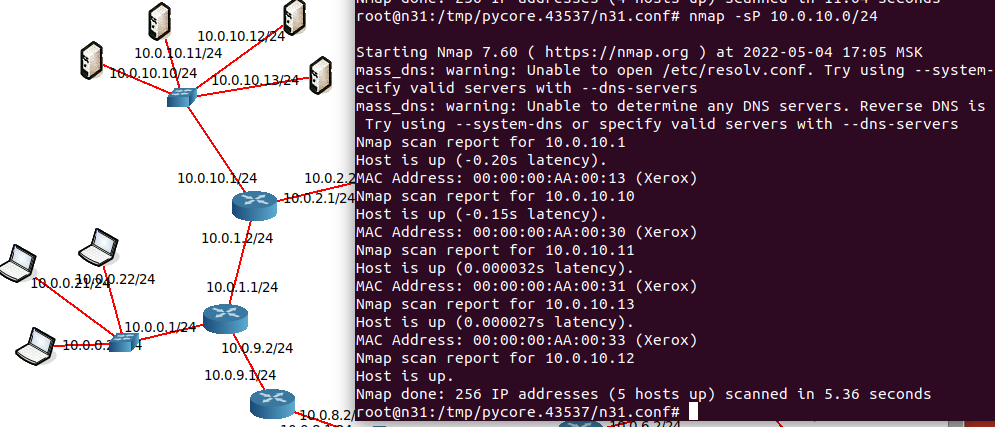 Nmap done: 256 IP addresses (4 hosts up) scanned in 11.04 seconds
root@n31:/tmp/pycore.43537/n31.conf# nmap -sP 10.0.10.0/24
Starting Nmap 7.60 ( https://nmap.org ) at 2022-05-04 17:05 MSK
mass_dns: warning: Unable to open /etc/resolv.conf. Try using --system-
ecify valid servers with --dns-servers
mass_dns: warning: Unable to determine any DNS servers. Reverse DNS is
Try using --system-dns or specify valid servers with --dns-servers
Nmap scan report for 10.0.10.1
Host is up (-0.20s latency).
MAC Address: 00:00:00:AA:00:13 (Xerox)
Nmap scan report for 10.0.10.10
Host is up (-0.15s latency).
MAC Address: 00:00:00:AA:00:30 (Xerox)
Nmap scan report for 10.0.10.11
Host is up (0.000032s latency).
MAC Address: 00:00:00:AA:00:31 (Xerox)
Nmap scan report for 10.0.10.13
Host is up (0.000027s latency).
MAC Address: 00:00:00:AA:00:33 (Xerox)
Nmap scan report for 10.0.10.12
Host is up.
Nmap done: 256 IP addresses (5 hosts up) scanned in 5.36 seconds
root@n31:/tmp/pycore.43537/n31.conf#
10.0.10.12/24
10.0.10.11/24
10.0.10.10/24
10.0.10.13/24
10.0.10.1/24
10.0.2.2
10.0.2.1/24
10.0.1.2/24
10.0.0.22/24
10.0.0.21/24
10.0.1.1/24
10.0.0.1/24
10.0.9.2/24
10.0.9.1/24
10.0.8.2/
10.0.6.2/24